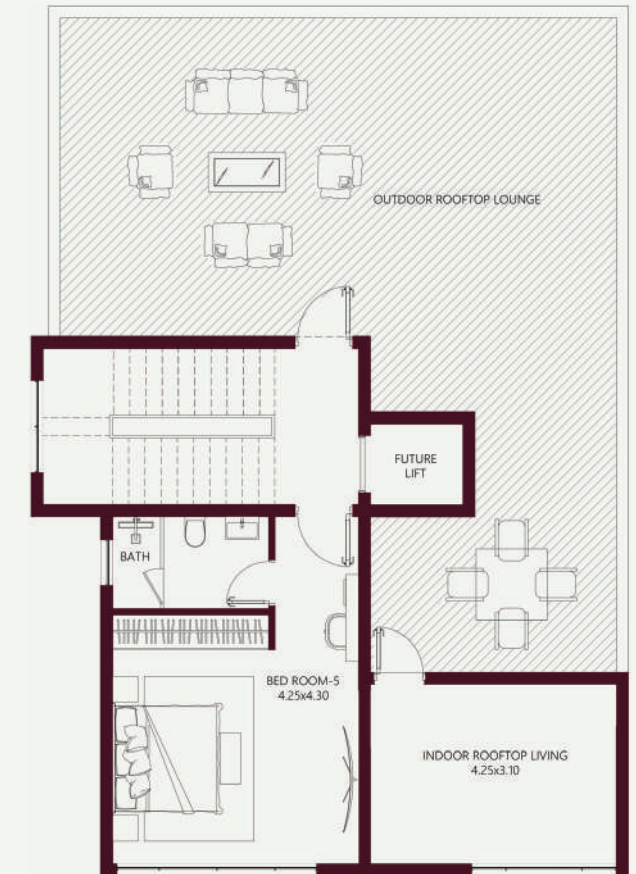 OUTDOOR ROOFTOP LOUNGE
FUTURE
LIFT
BATH
BED ROOM-5
4.25x4.30
INDOOR ROOFTOP LIVING
4.25x3.10